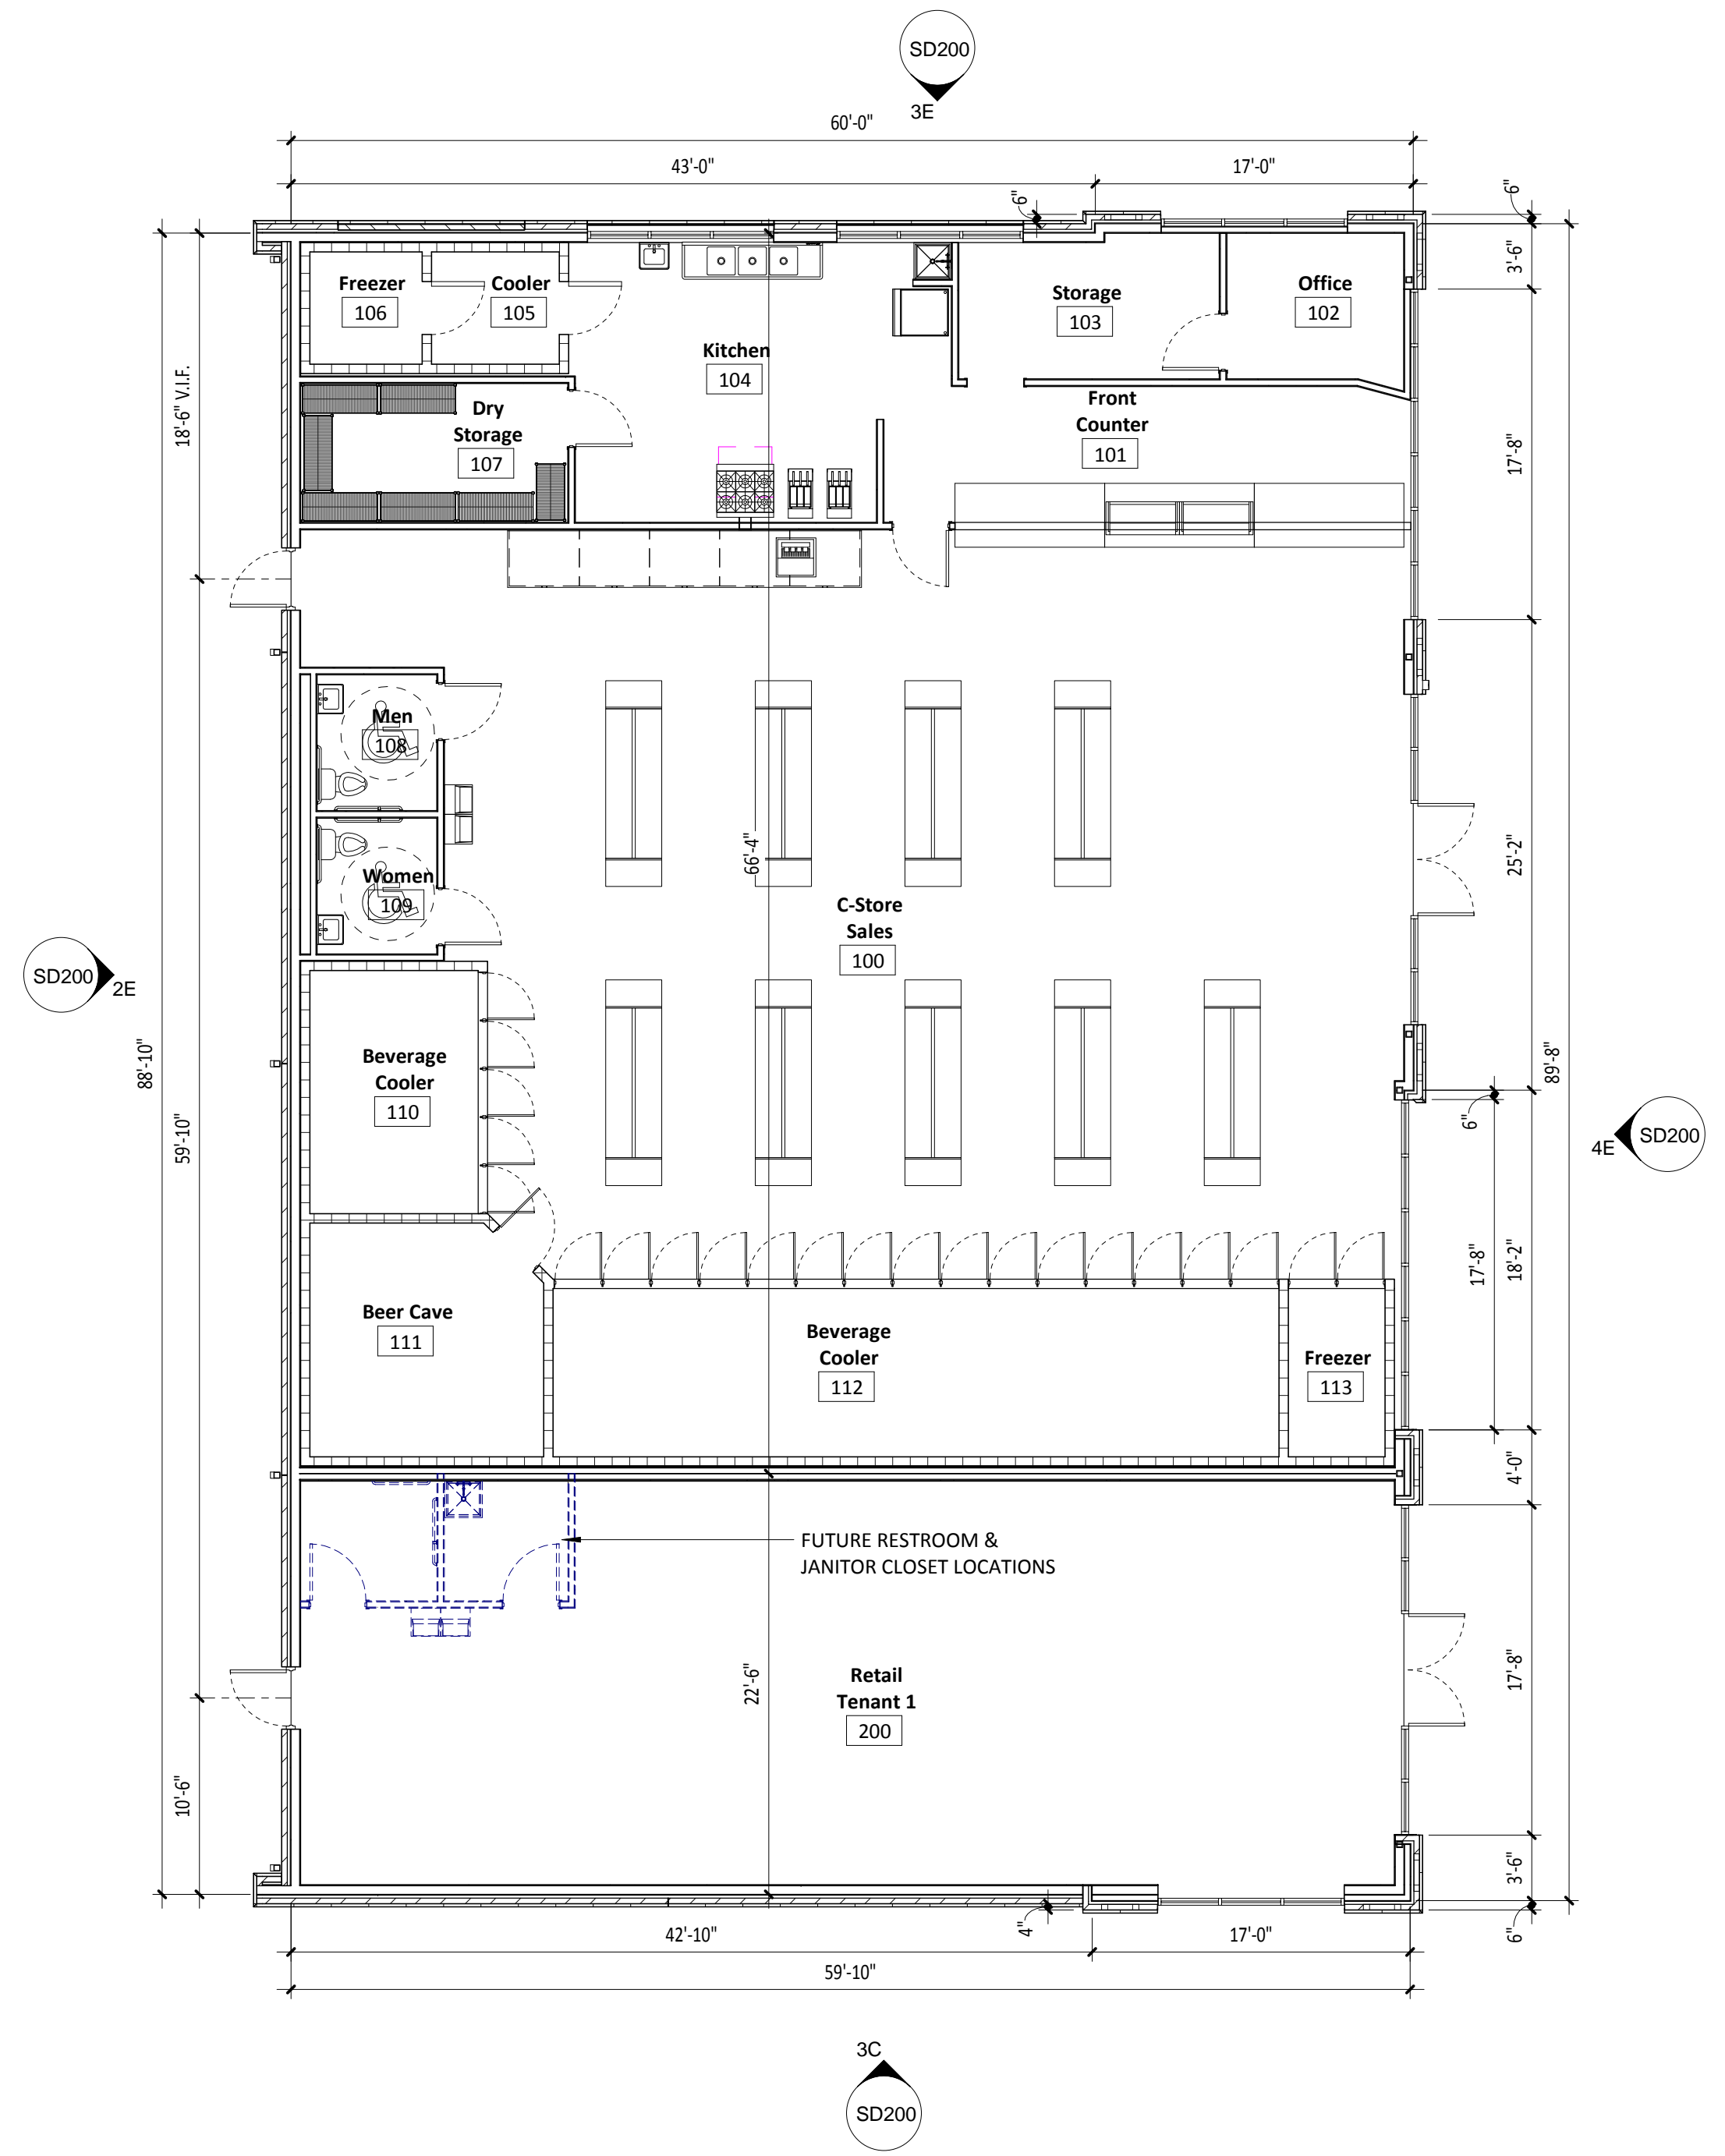 SD200
3E
60'-0"
43'-0"
17'-0"
6"
6"
3'-6"
Freezer
106
Cooler
105
Storage
103
Office
102
Kitchen
104
18'-6" V.I.F.
Dry
Storage
107
Front
Counter
101
17'-8"
Men
108
66'-4"
25'-2"
Women
109
C-Store
Sales
100
SD200
2E
88'-10"
59'-10"
Beverage
Cooler
110
89'-8"
6"
4E
SD200
17'-8"
18'-2"
Beer Cave
111
Beverage
Cooler
112
Freezer
113
4'-0"
FUTURE RESTROOM &
JANITOR CLOSET LOCATIONS
22'-6"
Retail
Tenant 1
200
17'-8"
10'-6"
3'-6"
4"
6"
42'-10"
17'-0"
59'-10"
3C
SD200